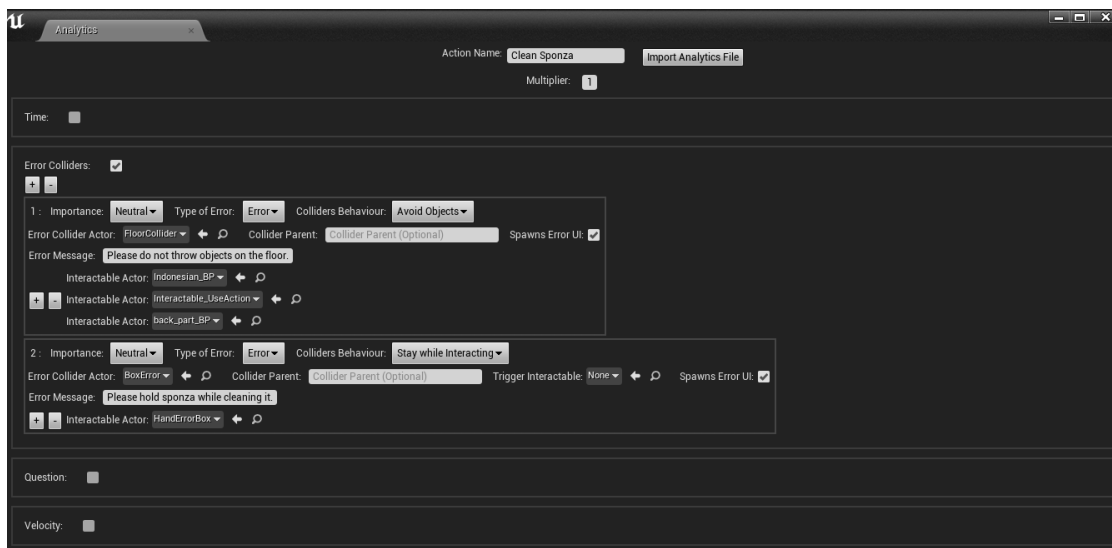 Analytics
Action Name: Clean Sponza Import Analytics File
Multiplier: 1
Time:
Error Colliders:
+ -
1 : Importance: Neutral Type of Error: Error Colliders Behaviour: Avoid Objects
Error Collider Actor: FloorCollider Collider Parent: Collider Parent (Optional) Spawns Error UI:
Error Message: Please do not throw objects on the floor.
Interactable Actor: Indonesian_BP
+ - Interactable Actor: Interactable_UseAction
Interactable Actor: back_part_BP
2 : Importance: Neutral Type of Error: Error Colliders Behaviour: Stay while Interacting
Error Collider Actor: BoxError Collider Parent: Collider Parent (Optional) Trigger Interactable: None Spawns Error UI:
Error Message: Please hold sponza while cleaning it.
+ - Interactable Actor: HandErrorBox
Question:
Velocity: